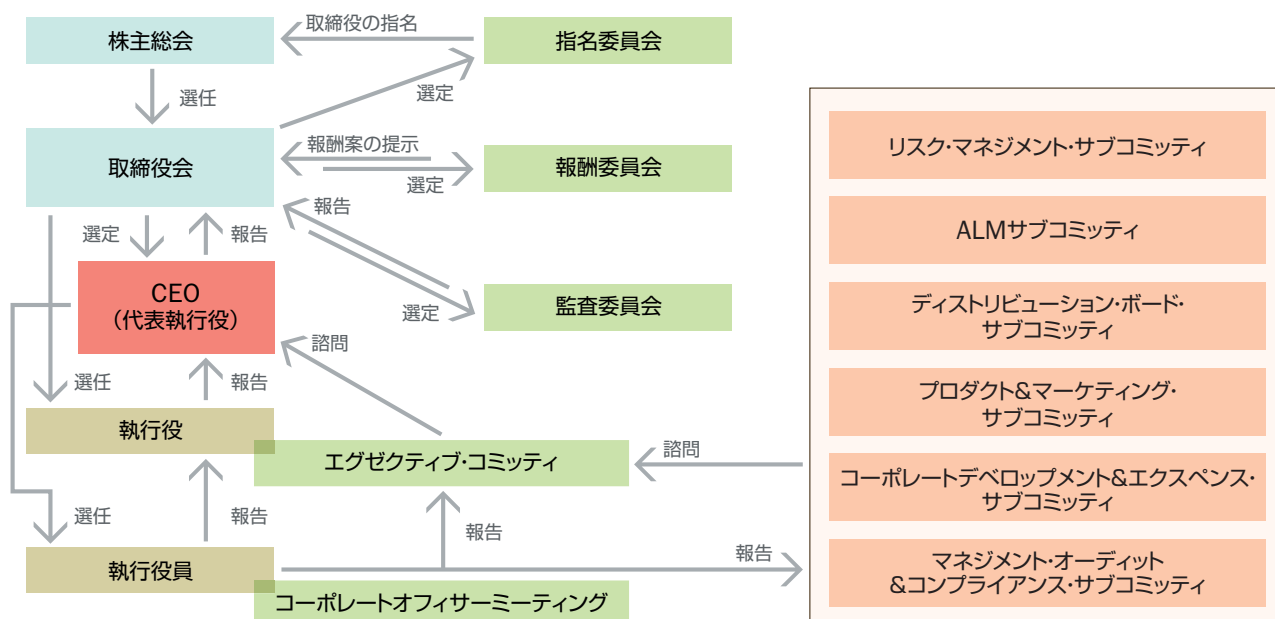 株主総会
取締役の指名
指名委員会
選任
選定
取締役会
報酬案の提示
選定
報酬委員会
報告
選定
報告
選定
監査委員会
CEO
（代表執行役）
諮問
選任
報告
執行役
エグゼクティブ・コミッティ
諮問
選任
報告
報告
報告
執行役員
コーポレートオフィサーミーティング
リスク・マネジメント・サブコミッティ
ALMサブコミッティ
ディストリビューション・ボード・
サブコミッティ
プロダクト&マーケティング・
サブコミッティ
コーポレートデベロップメント&エクスペンス・
サブコミッティ
マネジメント・オーディット
&コンプライアンス・サブコミッティ